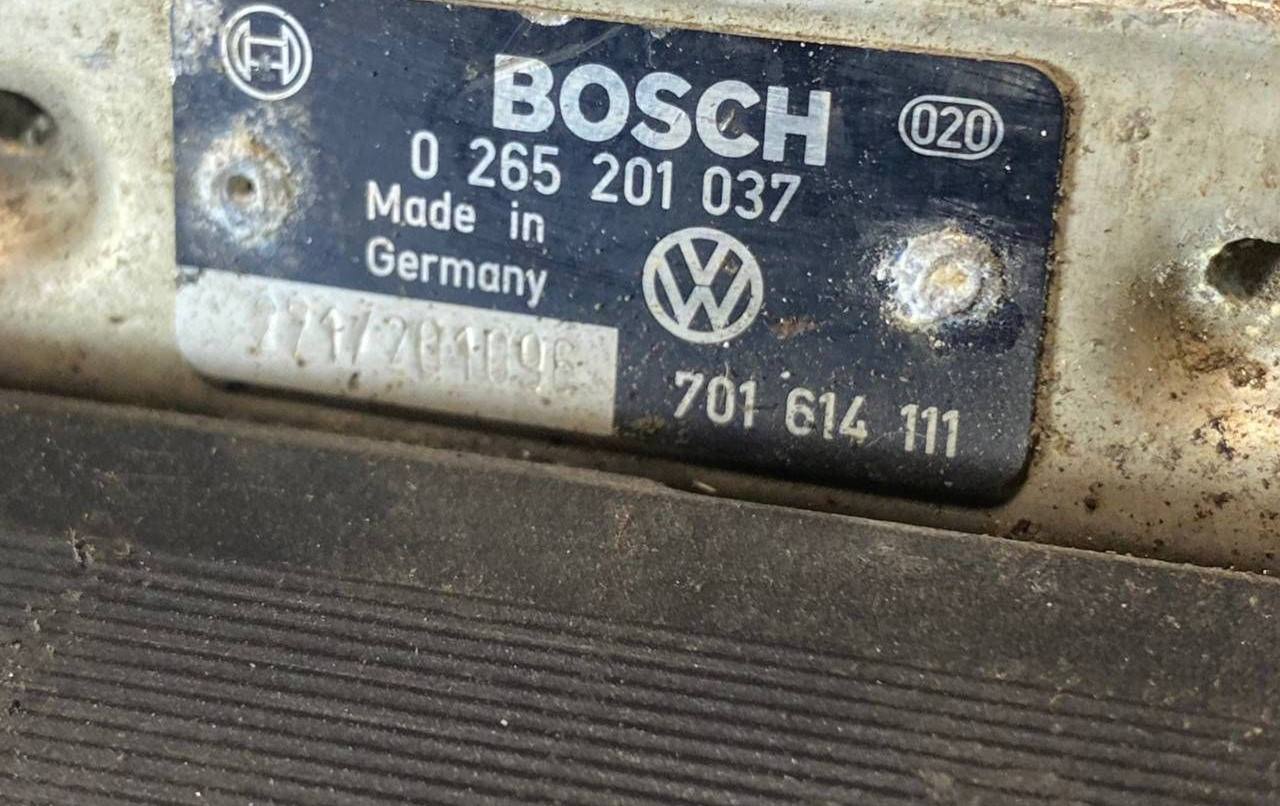 BOSCH
020
0 265 201 037
Made in
Germany
701 614 111